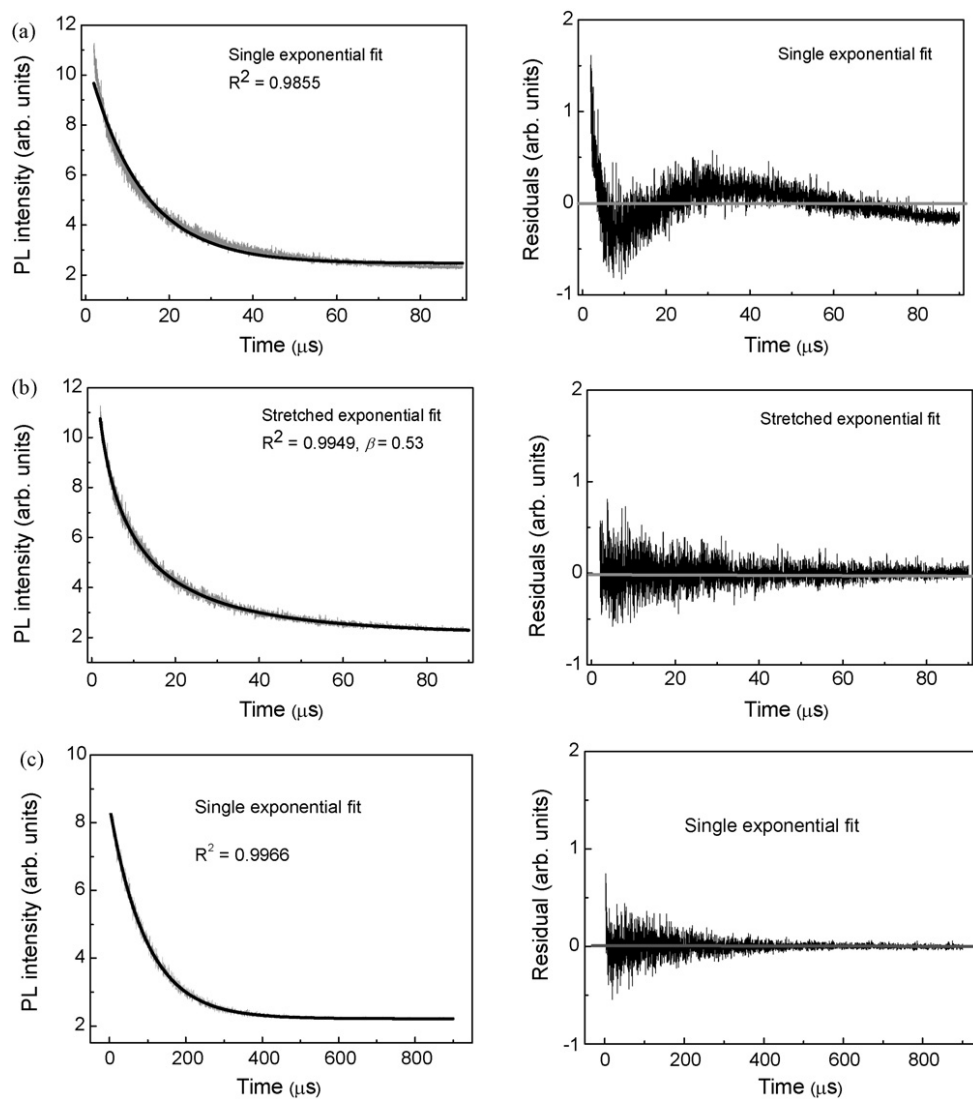 (a)
12
10
8
6
4
2
PL intensity (arb. units)
Single exponential fit
R² = 0.9855
0 20 40 60 80
Time (μs)
2
1
0
-1
Residuals (arb. units)
Single exponential fit
0 20 40 60 80
Time (μs)
(b)
12
10
8
6
4
2
PL intensity (arb. units)
Stretched exponential fit
R² = 0.9949, β = 0.53
0 20 40 60 80
Time (μs)
2
1
0
-1
Residuals (arb. units)
Stretched exponential fit
0 20 40 60 80
Time (μs)
(c)
10
8
6
4
2
PL intensity (arb. units)
Single exponential fit
R² = 0.9966
0 200 400 600 800
Time (μs)
2
1
0
-1
Residual (arb. units)
Single exponential fit
0 200 400 600 800
Time (μs)